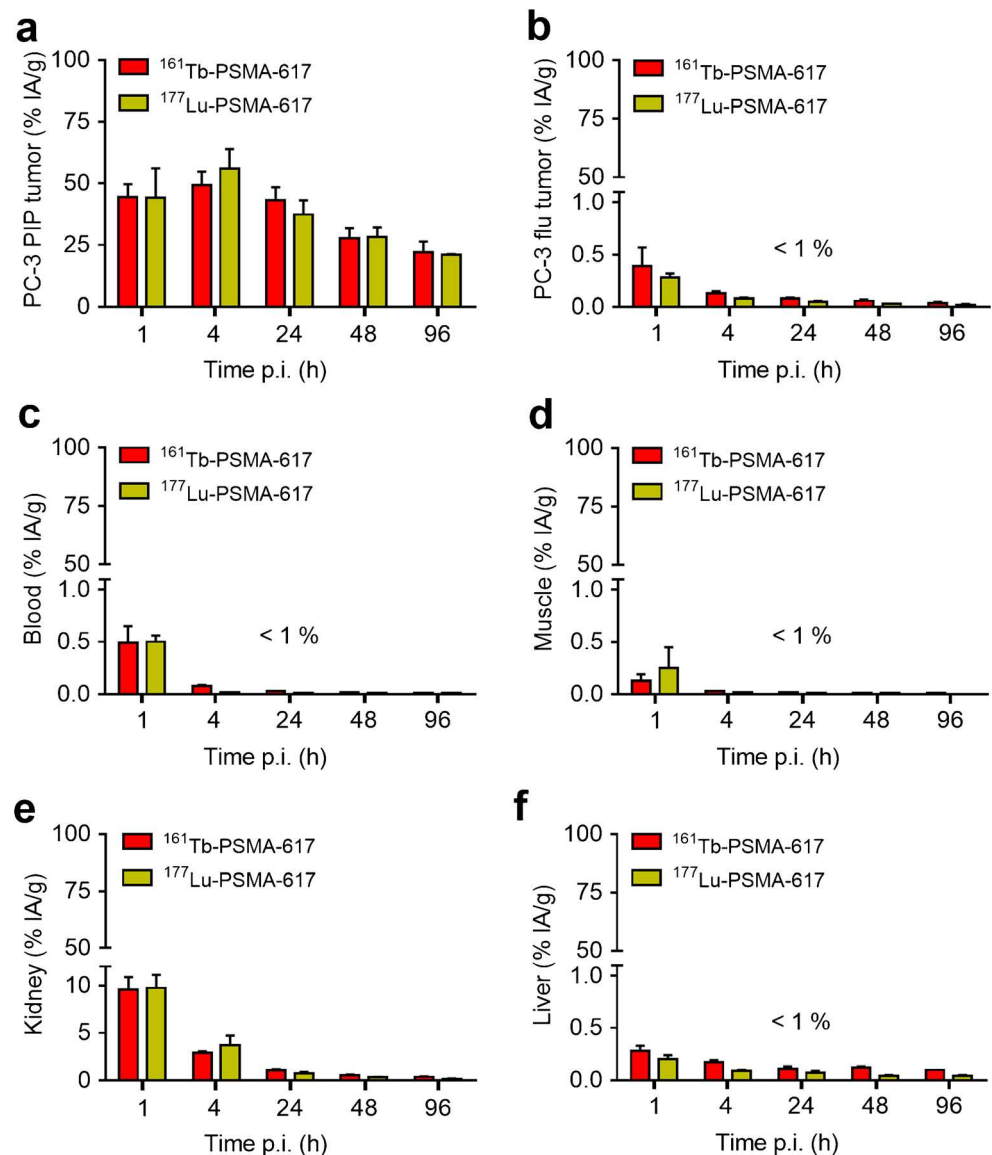 a
PC-3 PIP tumor (% IA/g)
100
75
50
25
0
161Tb-PSMA-617
177Lu-PSMA-617
1 4 24 48 96
Time p.i. (h)
b
PC-3 flu tumor (% IA/g)
100
75
50
1.0
0.5
0.0
161Tb-PSMA-617
177Lu-PSMA-617
< 1 %
1 4 24 48 96
Time p.i. (h)
c
Blood (% IA/g)
100
75
50
1.0
0.5
0.0
161Tb-PSMA-617
177Lu-PSMA-617
< 1 %
1 4 24 48 96
Time p.i. (h)
d
Muscle (% IA/g)
100
75
50
1.0
0.5
0.0
161Tb-PSMA-617
177Lu-PSMA-617
< 1 %
1 4 24 48 96
Time p.i. (h)
e
Kidney (% IA/g)
100
75
50
10
5
0
161Tb-PSMA-617
177Lu-PSMA-617
1 4 24 48 96
Time p.i. (h)
f
Liver (% IA/g)
100
75
50
1.0
0.5
0.0
161Tb-PSMA-617
177Lu-PSMA-617
< 1 %
1 4 24 48 96
Time p.i. (h)